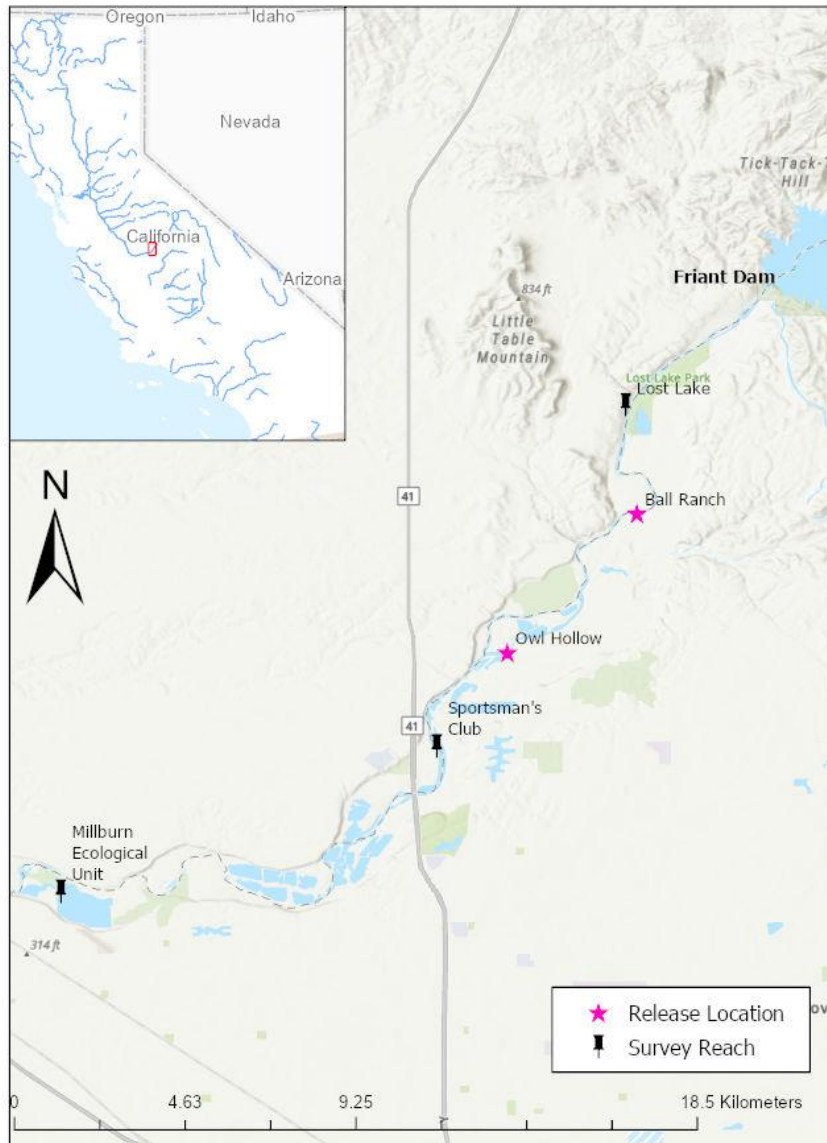 Oregon
Idaho
Nevada
California
Arizona
Tick-Tack-T
Hill
Friant Dam
834 ft
Little
Table
Mountain
Lost Lake Park
Lost Lake
N
41
Ball Ranch
Owl Hollow
Sportsman's
Club
41
Millburn
Ecological
Unit
314 ft
Release Location
Survey Reach
0
4.63
9.25
18.5 Kilometers